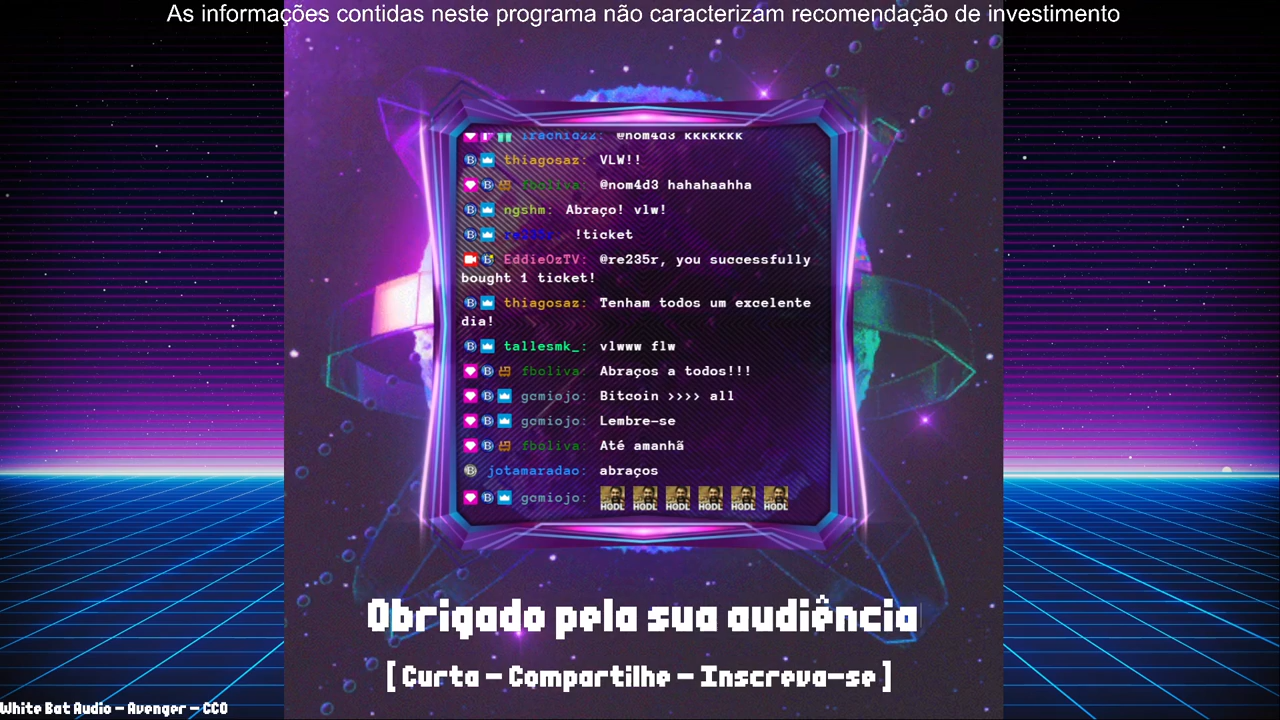 As informações contidas neste programa não caracterizam recomendação de investimento
@nom4d3 kkkkkkk
thiagosaz: VLW!!
fboliva: @nom4d3 hahahaahha
ngshm: Abraço! vlw!
re235r: !ticket
EddieOzTV: @re235r, you successfully
bought 1 ticket!
thiagosaz: Tenham todos um excelente
dia!
tallesmk_: vlwww flw
fboliva: Abraços a todos!!!
gcmiojo: Bitcoin >>>> all
gcmiojo: Lembre-se
fboliva: Até amanhã
jotamaradao: abraços
gcmiojo: HODL HODL HODL HODL HODL HODL
Obrigado pela sua audiência
[ Curta - Compartilhe - Inscreva-se ]
White Bat Audio - Avenger - CC0